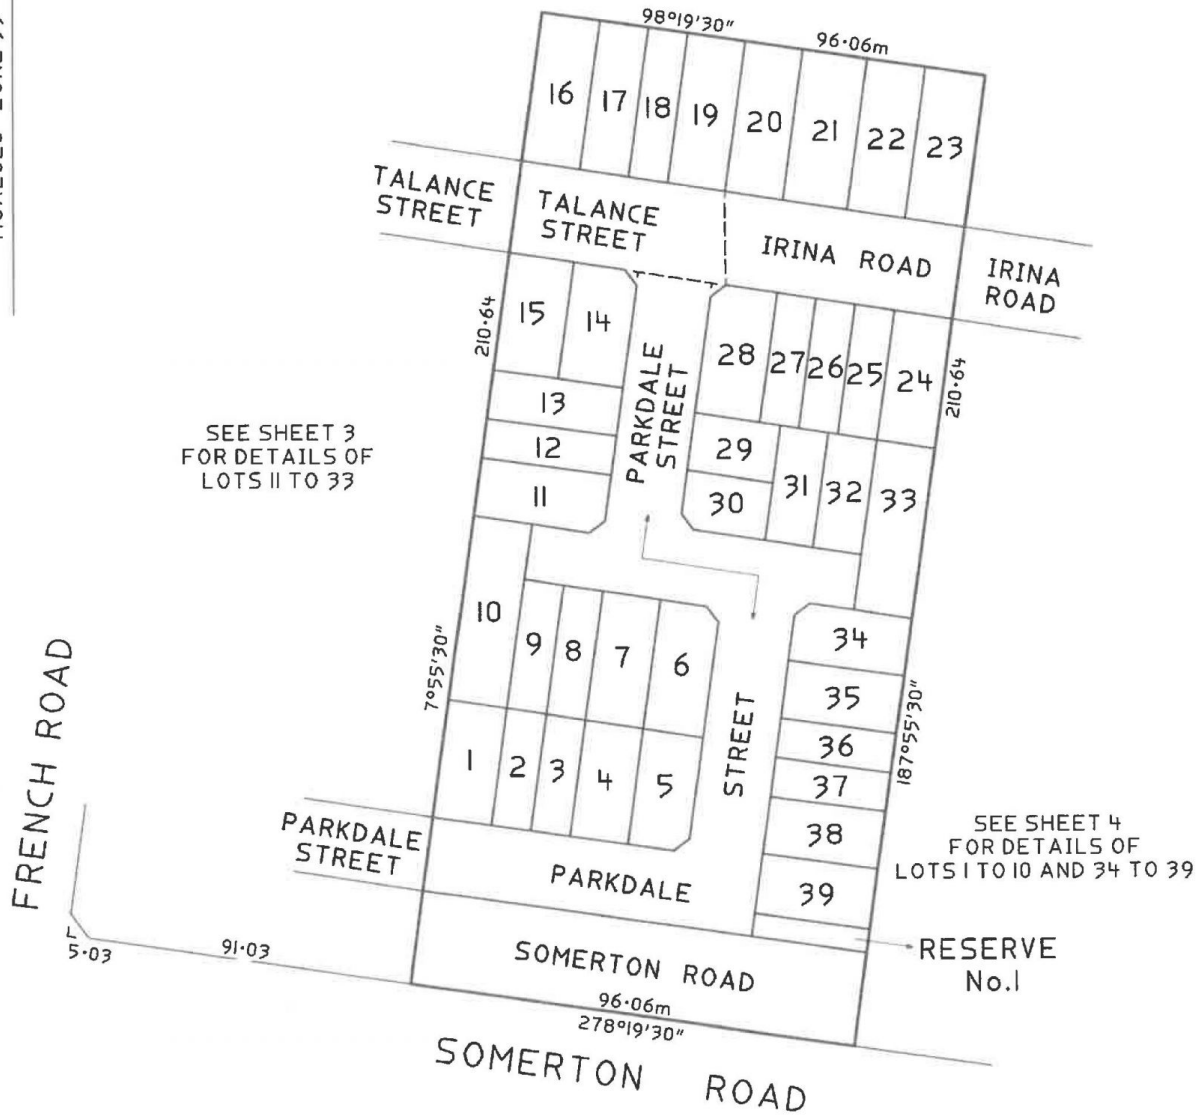 98°19'30"
96·06m
16
17
18
19
20
21
22
23
TALANCE
STREET
TALANCE
STREET
IRINA ROAD
IRINA
ROAD
210·64
15
14
PARKDALE
STREET
28
27
26
25
24
210·64
13
12
11
29
30
31
32
33
SEE SHEET 3
FOR DETAILS OF
LOTS 11 TO 33
10
9
8
7
6
7°55'30"
34
35
36
37
38
39
187°55'30"
STREET
1
2
3
4
5
FRENCH ROAD
PARKDALE
STREET
PARKDALE
SEE SHEET 4
FOR DETAILS OF
LOTS 1 TO 10 AND 34 TO 39
RESERVE
No.1
5·03
91·03
SOMERTON ROAD
96·06m
278°19'30"
SOMERTON ROAD